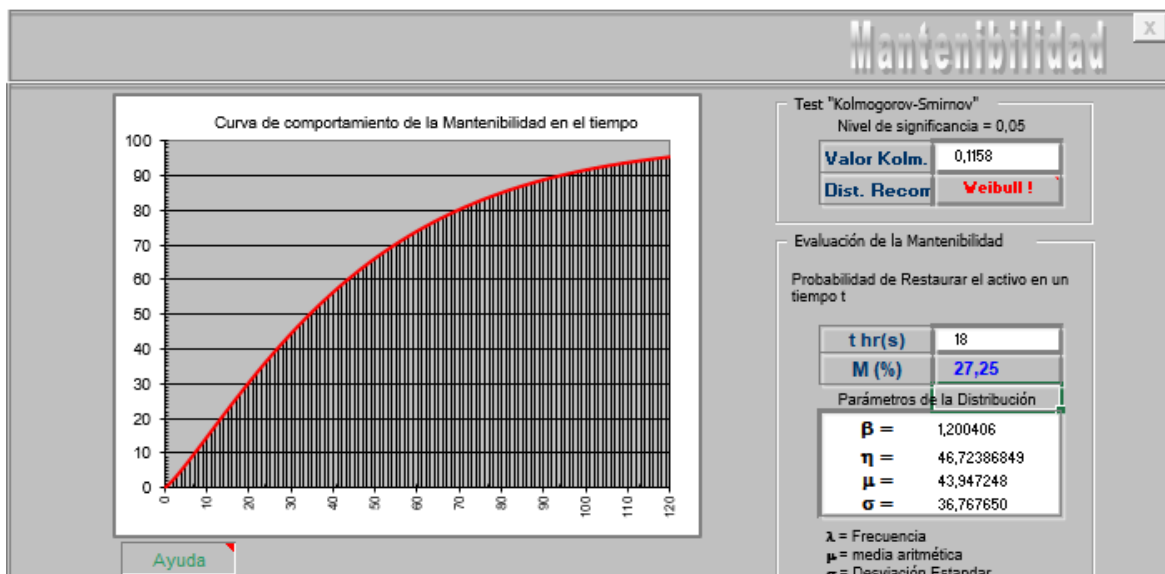 Mantenibilidad
X
Curva de comportamiento de la Mantenibilidad en el tiempo
100
90
80
70
60
50
40
30
20
10
0
0 10 20 30 40 50 60 70 80 90 100 110 120
Ayuda
Test "Kolmogorov-Smirnov"
Nivel de significancia = 0,05
Valor Kolm. 0,1158
Dist. Recom Weibull !
Evaluación de la Mantenibilidad
Probabilidad de Restaurar el activo en un
tiempo t
t hr(s) 18
M (%) 27,25
Parámetros de la Distribución
β = 1,200406
η = 46,72386849
μ = 43,947248
σ = 36,767650
λ = Frecuencia
μ = media aritmética
σ = Desviación Estandar